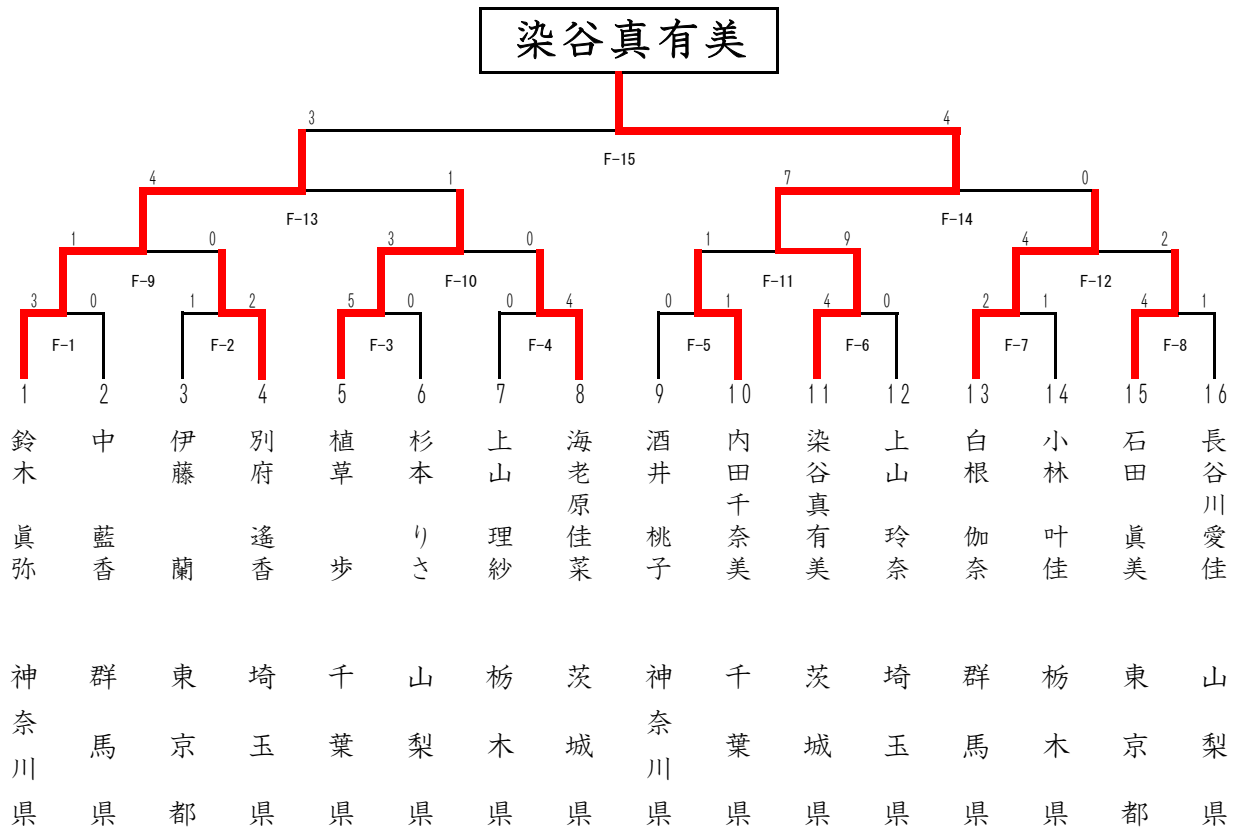 染谷真有美
3 4
F-15
4 1 7 0
F-13 F-14
1 0 3 0 1 9 4 2
F-9 F-10 F-11 F-12
3 0 1 2 5 0 0 4 0 1 4 0 2 1 4 1
F-1 F-2 F-3 F-4 F-5 F-6 F-7 F-8
1 2 3 4 5 6 7 8 9 10 11 12 13 14 15 16
鈴木 眞弥
中 藍香
伊藤 蘭
別府 遙香
植草 歩
杉本 りさ
上山 理紗
海老原佳菜
酒井 桃子
内田千奈美
染谷真有美
上山 玲奈
白根 伽奈
小林 叶佳
石田 眞美
長谷川愛佳
神奈川県
群馬県
東京都
埼玉県
千葉県
山梨県
栃木県
茨城県
神奈川県
千葉県
茨城県
埼玉県
群馬県
栃木県
東京都
山梨県